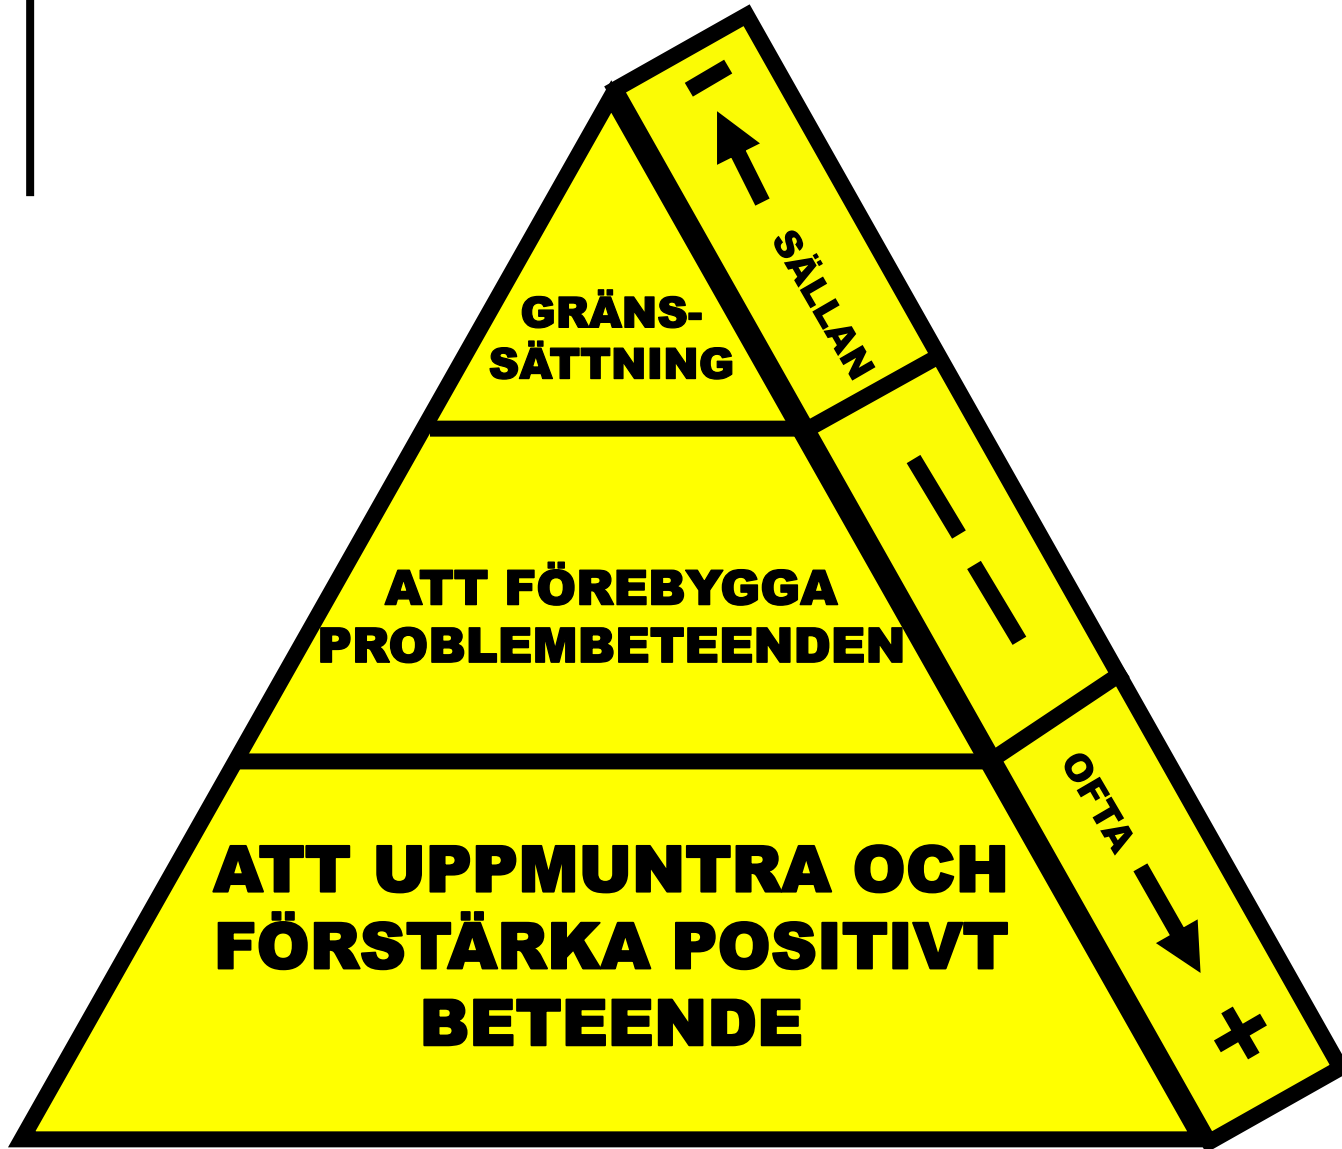 –
SÄLLAN
GRÄNS-
SÄTTNING
ATT FÖREBYGGA
PROBLEMBETEENDEN
OFTA
ATT UPPMUNTRA OCH
FÖRSTÄRKA POSITIVT
BETEENDE
+